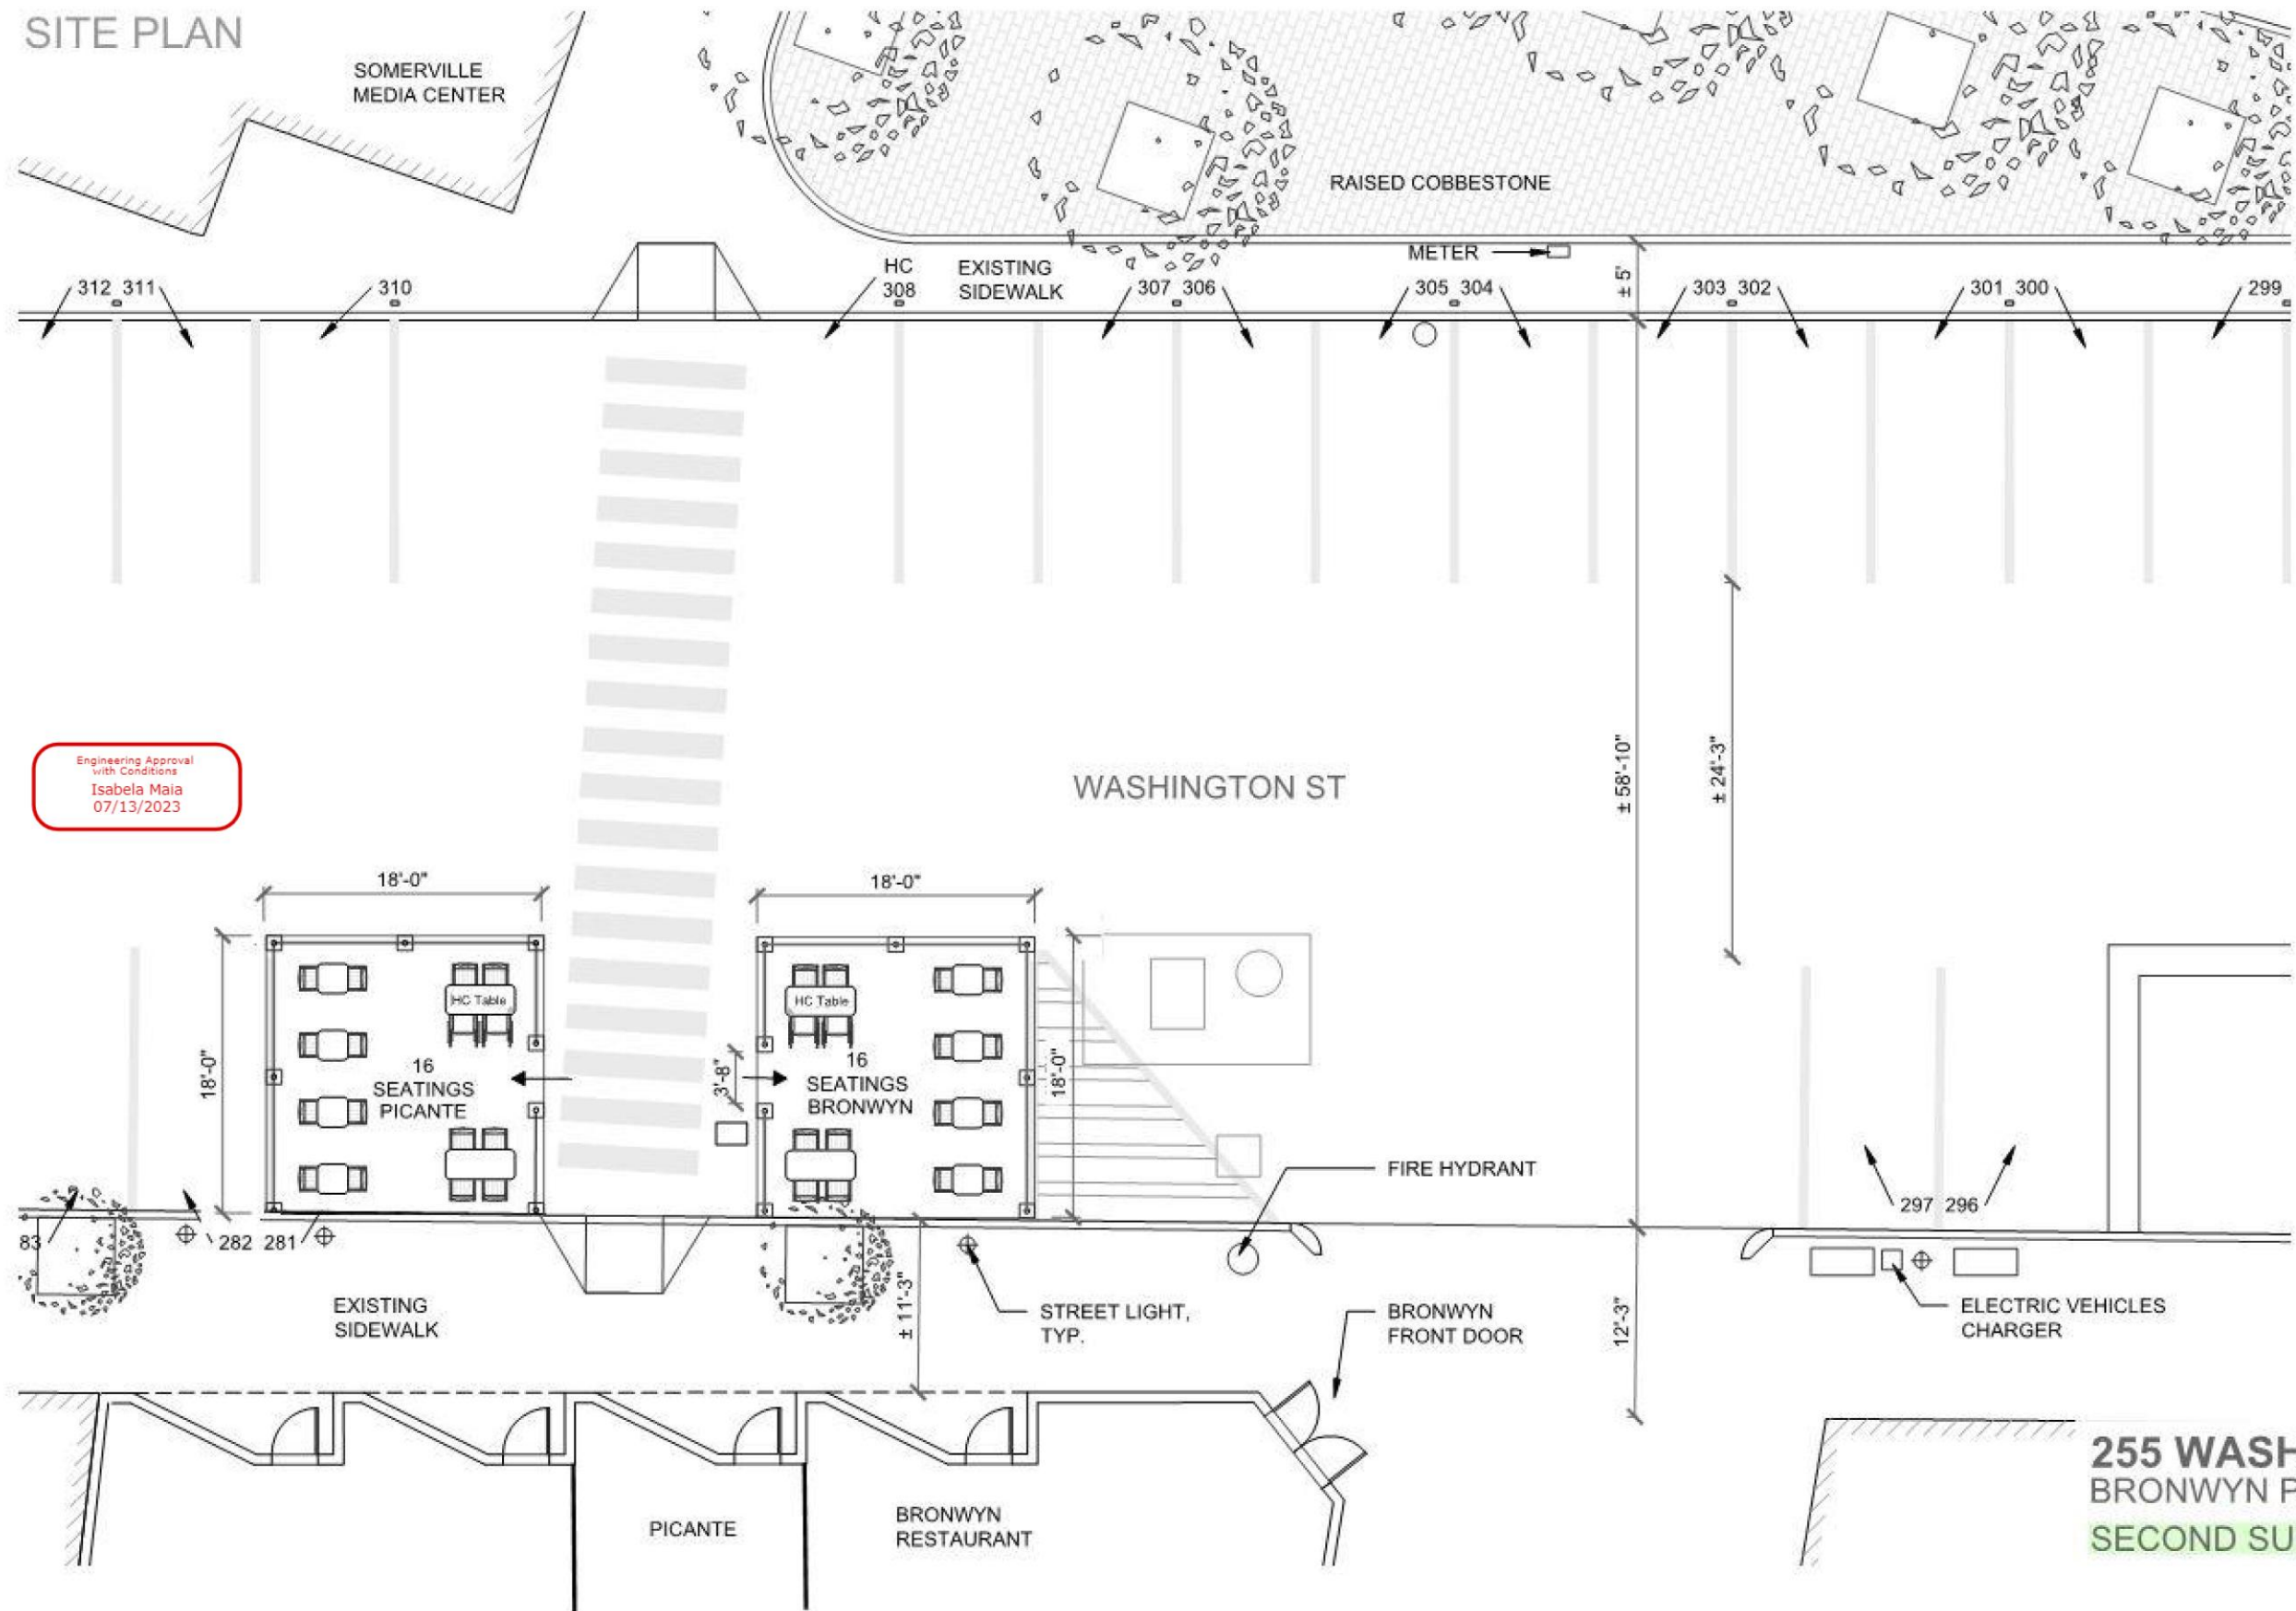 SITE PLAN
SOMERVILLE
MEDIA CENTER
RAISED COBBESTONE
METER
± 5'
312 311
310
HC
308
EXISTING
SIDEWALK
307 306
305 304
303 302
301 300
299
WASHINGTON ST
± 58'-10"
± 24'-3"
Engineering Approval
with Conditions
Isabela Maia
07/13/2023
18'-0"
18'-0"
18'-0"
HC Table
16
SEATINGS
PICANTE
3'-8"
HC Table
16
SEATINGS
BRONWYN
18'-0"
FIRE HYDRANT
297 296
83
282 281
EXISTING
SIDEWALK
± 11'-3"
STREET LIGHT,
TYP.
BRONWYN
FRONT DOOR
12'-3"
ELECTRIC VEHICLES
CHARGER
PICANTE
BRONWYN
RESTAURANT
255 WASH
BRONWYN P
SECOND SU